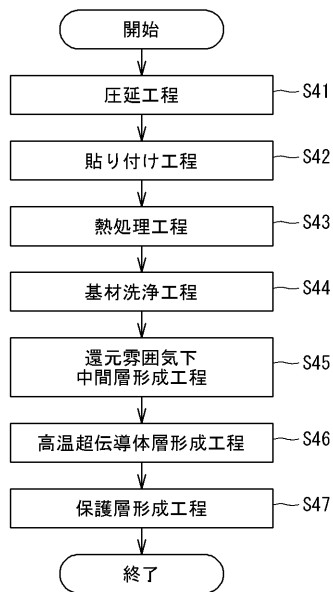 開始
圧延工程
S41
貼り付け工程
S42
熱処理工程
S43
基材洗浄工程
S44
還元雰囲気下
中間層形成工程
S45
高温超伝導体層形成工程
S46
保護層形成工程
S47
終了